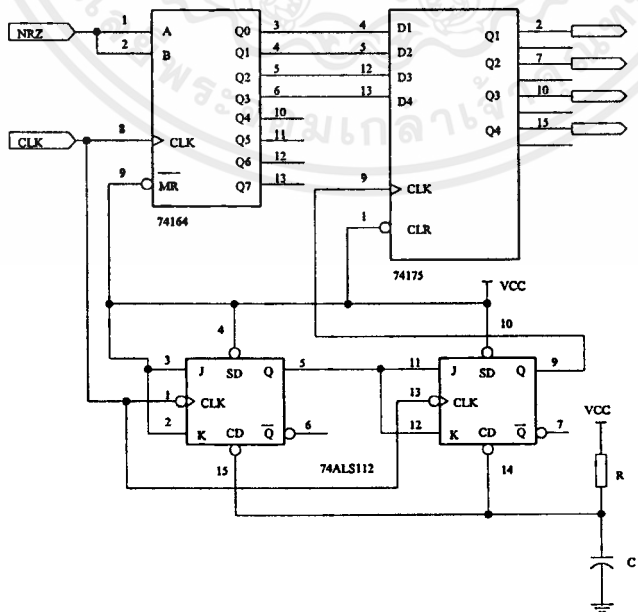 NRZ
CLK
1
2
A
B
8
CLK
9
MR
Q0
Q1
Q2
Q3
Q4
Q5
Q6
Q7
3
4
5
6
10
11
12
13
74164
4
5
12
13
D1
D2
D3
D4
9
CLK
1
CLR
Q1
Q2
Q3
Q4
2
7
10
15
74175
VCC
4
3
1
2
J
CLK
K
SD
CD
Q
Q
5
6
15
74ALS112
10
11
13
12
J
CLK
K
SD
CD
Q
Q
9
7
14
VCC
R
C